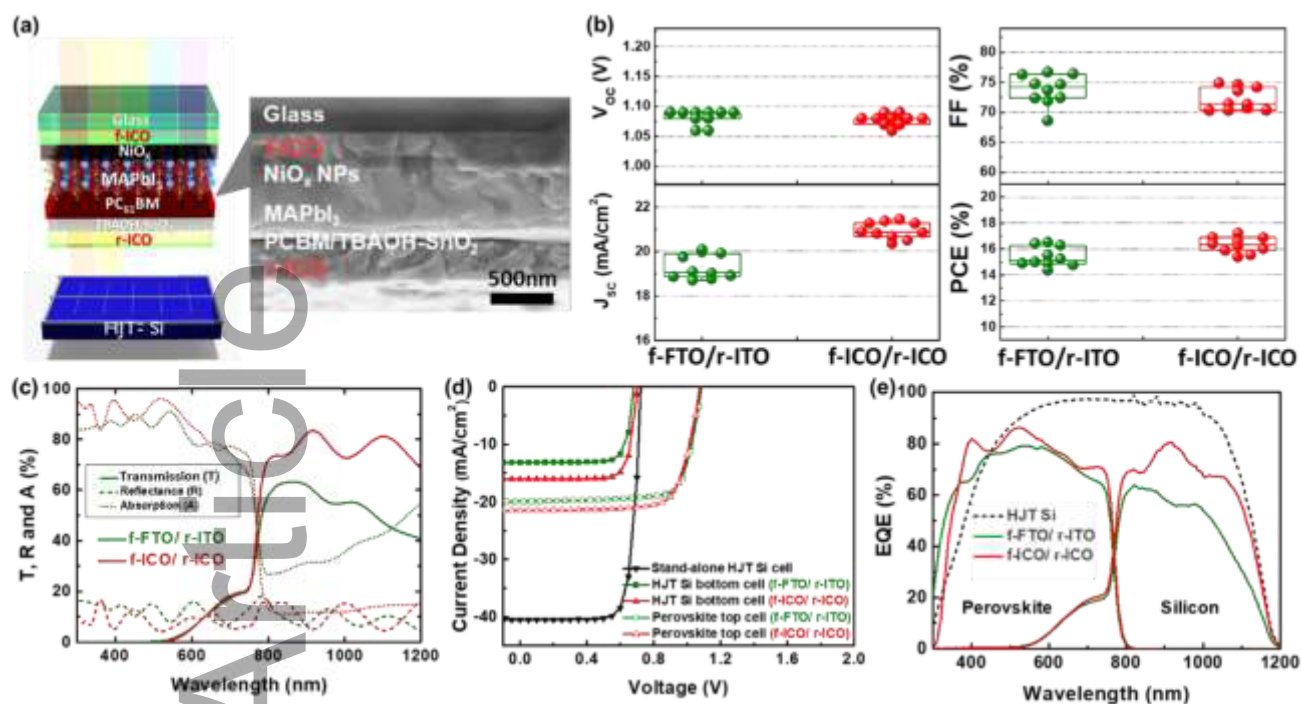 (a)
Glass
f-ICO
NiOₓ
MAPbI₃
PC₆₁BM
r-ICO
HJT- Si
Glass
NiOₓ NPs
MAPbI₃
PCBM/TBAOH-SnO₂
500nm
(b)
1.20
1.15
1.10
1.05
1.00
V_OC (V)
80
75
70
65
60
FF (%)
22
21
20
18
16
J_SC (mA/cm²)
18
16
14
12
10
PCE (%)
f-FTO/r-ITO
f-ICO/r-ICO
f-FTO/r-ITO
f-ICO/r-ICO
(c)
100
80
60
40
20
0
T, R and A (%)
Transmission (T)
Reflectance (R)
Absorption (A)
f-FTO/ r-ITO
f-ICO/ r-ICO
400 600 800 1000 1200
Wavelength (nm)
(d)
0
-10
-20
-30
-40
Current Density (mA/cm²)
Stand-alone HJT Si cell
HJT Si bottom cell (f-FTO/ r-ITO)
HJT Si bottom cell (f-ICO/ r-ICO)
Perovskite top cell (f-FTO/ r-ITO)
Perovskite top cell (f-ICO/ r-ICO)
0.0 0.4 0.8 1.2 1.6 2.0
Voltage (V)
(e)
100
80
60
40
20
0
EQE (%)
HJT Si
f-FTO/ r-ITO
f-ICO/ r-ICO
Perovskite
Silicon
400 600 800 1000 1200
Wavelength (nm)
Article